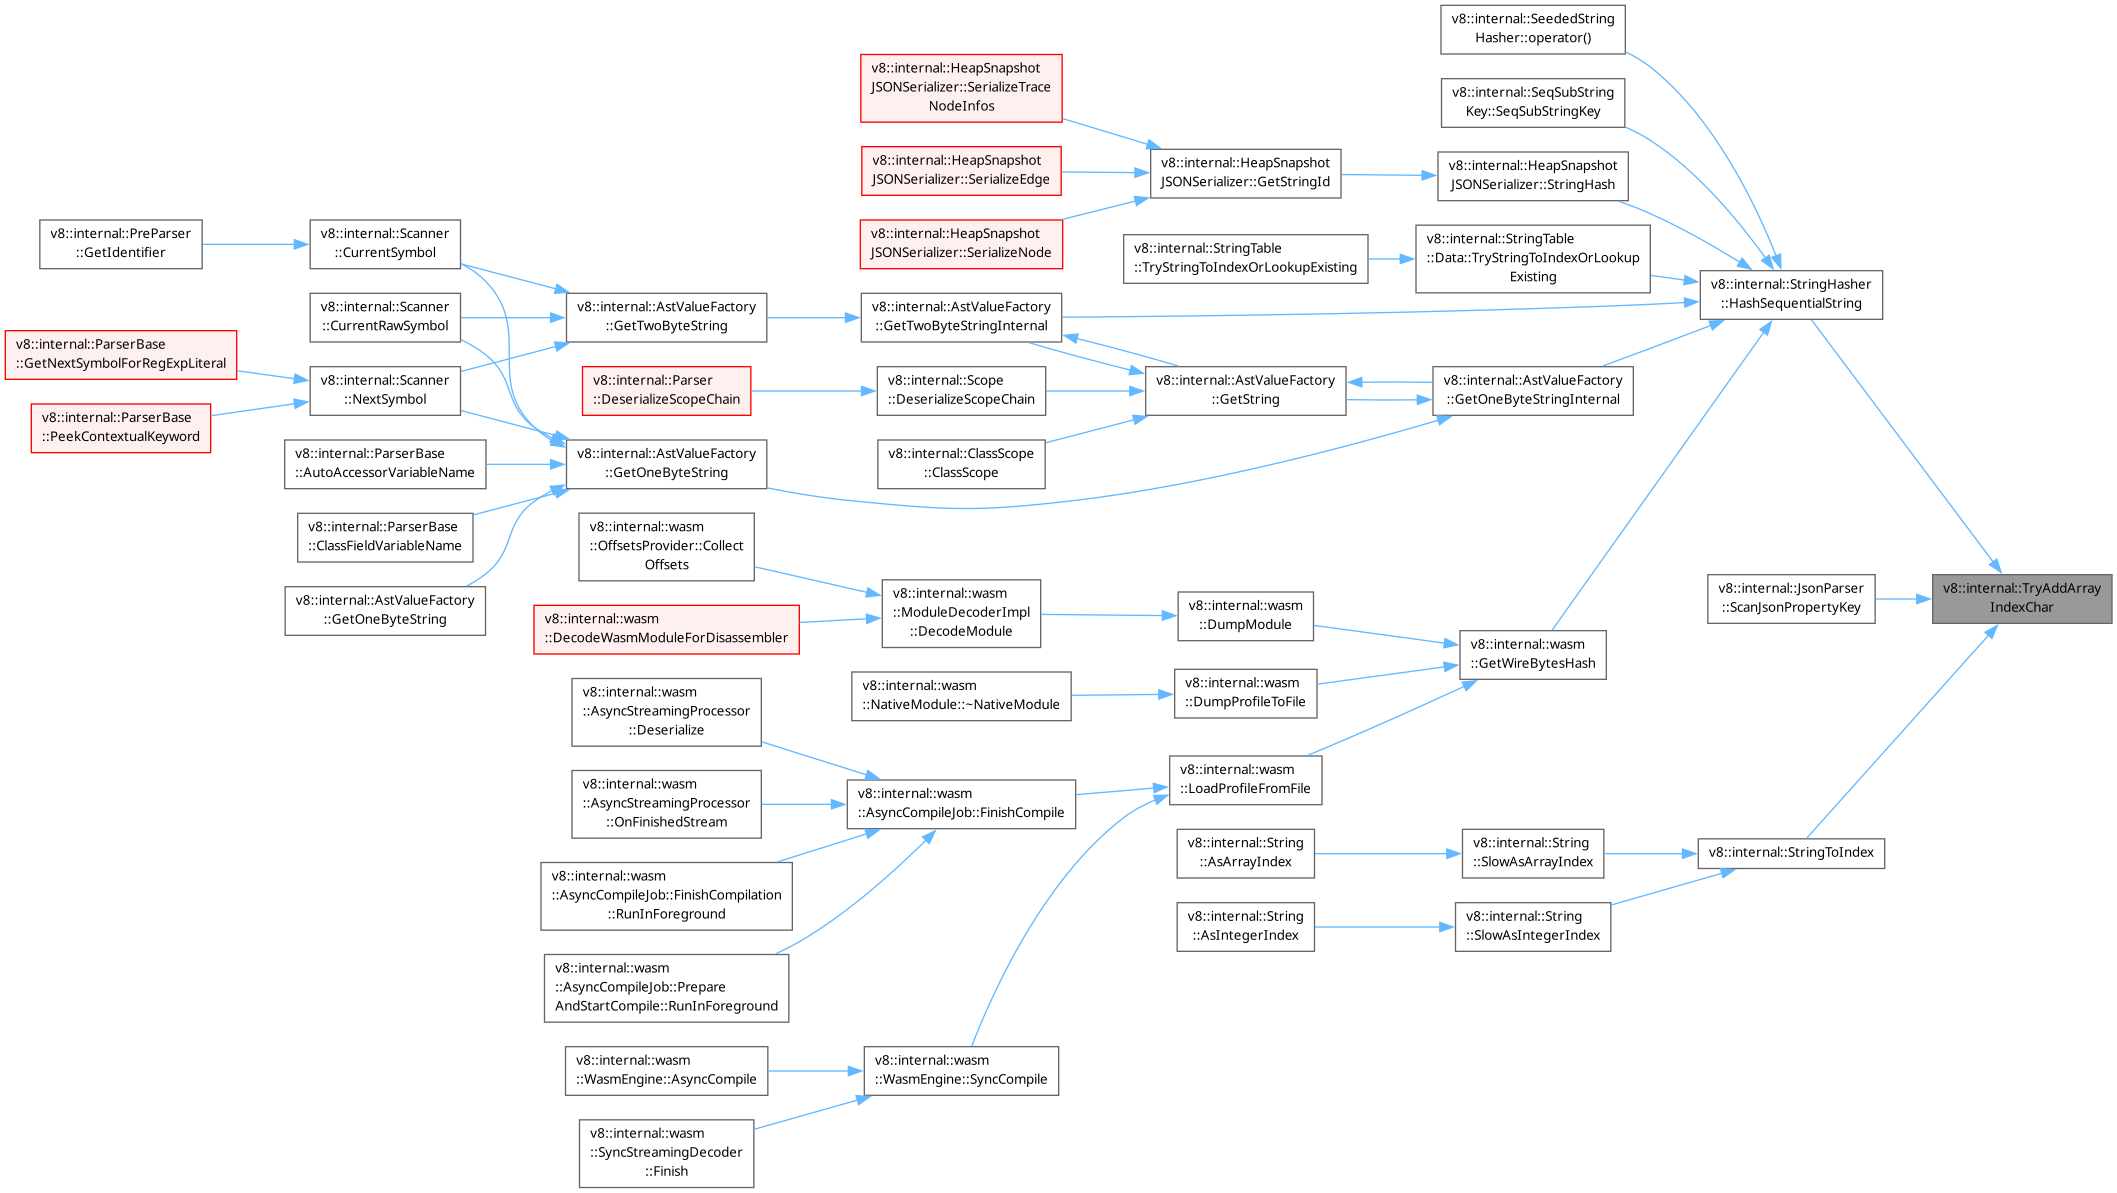 v8::internal::SeededString
Hasher::operator()
v8::internal::SeqSubString
Key::SeqSubStringKey
v8::internal::HeapSnapshot
JSONSerializer::SerializeTrace
NodeInfos
v8::internal::HeapSnapshot
JSONSerializer::SerializeEdge
v8::internal::HeapSnapshot
JSONSerializer::SerializeNode
v8::internal::HeapSnapshot
JSONSerializer::GetStringId
v8::internal::HeapSnapshot
JSONSerializer::StringHash
v8::internal::StringTable
::TryStringToIndexOrLookupExisting
v8::internal::StringTable
::Data::TryStringToIndexOrLookup
Existing
v8::internal::StringHasher
::HashSequentialString
v8::internal::PreParser
::GetIdentifier
v8::internal::Scanner
::CurrentSymbol
v8::internal::Scanner
::CurrentRawSymbol
v8::internal::AstValueFactory
::GetTwoByteString
v8::internal::AstValueFactory
::GetTwoByteStringInternal
v8::internal::ParserBase
::GetNextSymbolForRegExpLiteral
v8::internal::ParserBase
::PeekContextualKeyword
v8::internal::Scanner
::NextSymbol
v8::internal::Parser
::DeserializeScopeChain
v8::internal::Scope
::DeserializeScopeChain
v8::internal::AstValueFactory
::GetString
v8::internal::AstValueFactory
::GetOneByteStringInternal
v8::internal::ParserBase
::AutoAccessorVariableName
v8::internal::AstValueFactory
::GetOneByteString
v8::internal::ClassScope
::ClassScope
v8::internal::ParserBase
::ClassFieldVariableName
v8::internal::AstValueFactory
::GetOneByteString
v8::internal::wasm
::OffsetsProvider::Collect
Offsets
v8::internal::wasm
::DecodeWasmModuleForDisassembler
v8::internal::wasm
::ModuleDecoderImpl
::DecodeModule
v8::internal::wasm
::DumpModule
v8::internal::wasm
::GetWireBytesHash
v8::internal::JsonParser
::ScanJsonPropertyKey
v8::internal::TryAddArray
IndexChar
v8::internal::wasm
::NativeModule::~NativeModule
v8::internal::wasm
::DumpProfileToFile
v8::internal::wasm
::AsyncStreamingProcessor
::Deserialize
v8::internal::wasm
::AsyncStreamingProcessor
::OnFinishedStream
v8::internal::wasm
::AsyncCompileJob::FinishCompile
v8::internal::wasm
::LoadProfileFromFile
v8::internal::wasm
::AsyncCompileJob::FinishCompilation
::RunInForeground
v8::internal::String
::AsArrayIndex
v8::internal::String
::SlowAsArrayIndex
v8::internal::StringToIndex
v8::internal::String
::AsIntegerIndex
v8::internal::String
::SlowAsIntegerIndex
v8::internal::wasm
::AsyncCompileJob::Prepare
AndStartCompile::RunInForeground
v8::internal::wasm
::WasmEngine::AsyncCompile
v8::internal::wasm
::WasmEngine::SyncCompile
v8::internal::wasm
::SyncStreamingDecoder
::Finish